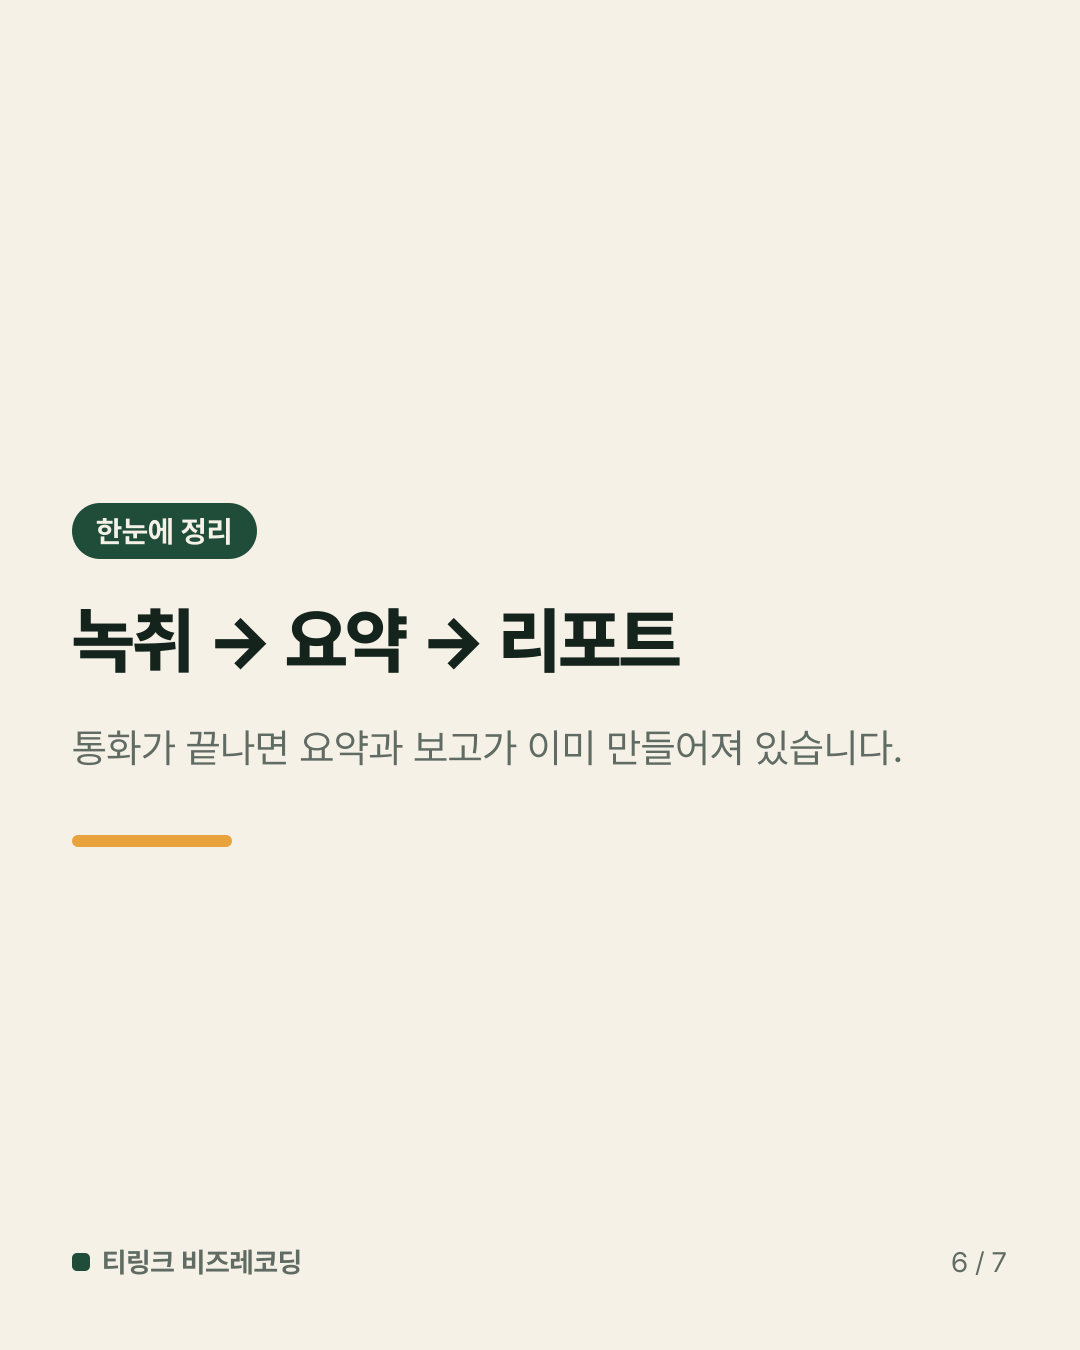 한눈에 정리
녹취 → 요약 → 리포트
통화가 끝나면 요약과 보고가 이미 만들어져 있습니다.
티링크 비즈레코딩
6 / 7